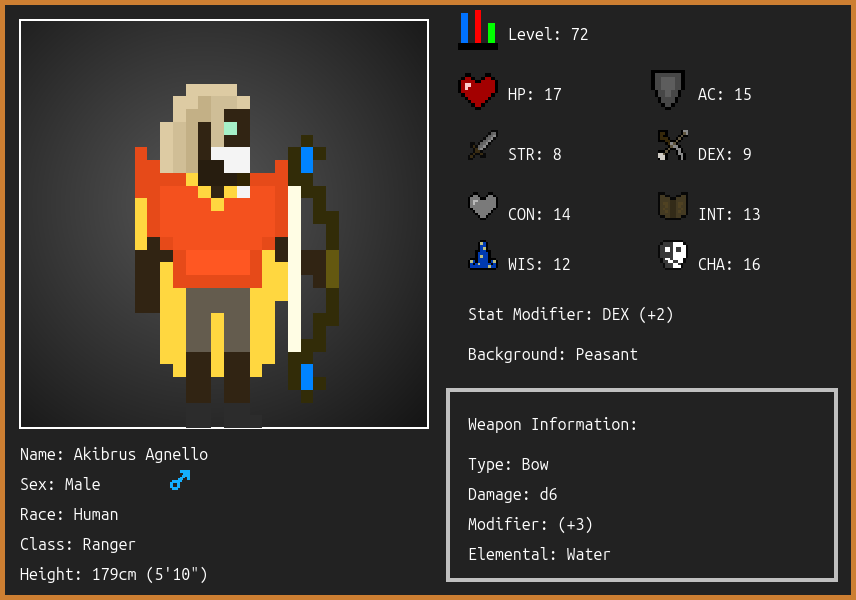 Level: 72
HP: 17
AC: 15
STR: 8
DEX: 9
CON: 14
INT: 13
WIS: 12
CHA: 16
Stat Modifier: DEX (+2)
Background: Peasant
Weapon Information:
Type: Bow
Damage: d6
Modifier: (+3)
Elemental: Water
Name: Akibrus Agnello
Sex: Male
Race: Human
Class: Ranger
Height: 179cm (5'10")